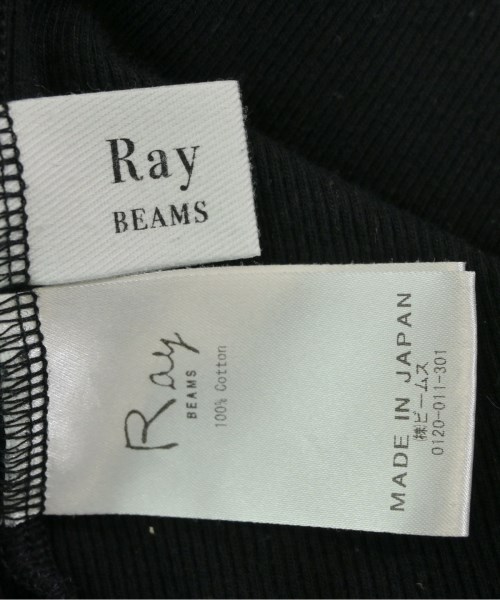 Ray
BEAMS
Ray
BEAMS
100% Cotton
MADE IN JAPAN
㈱ビームス
0120-011-301